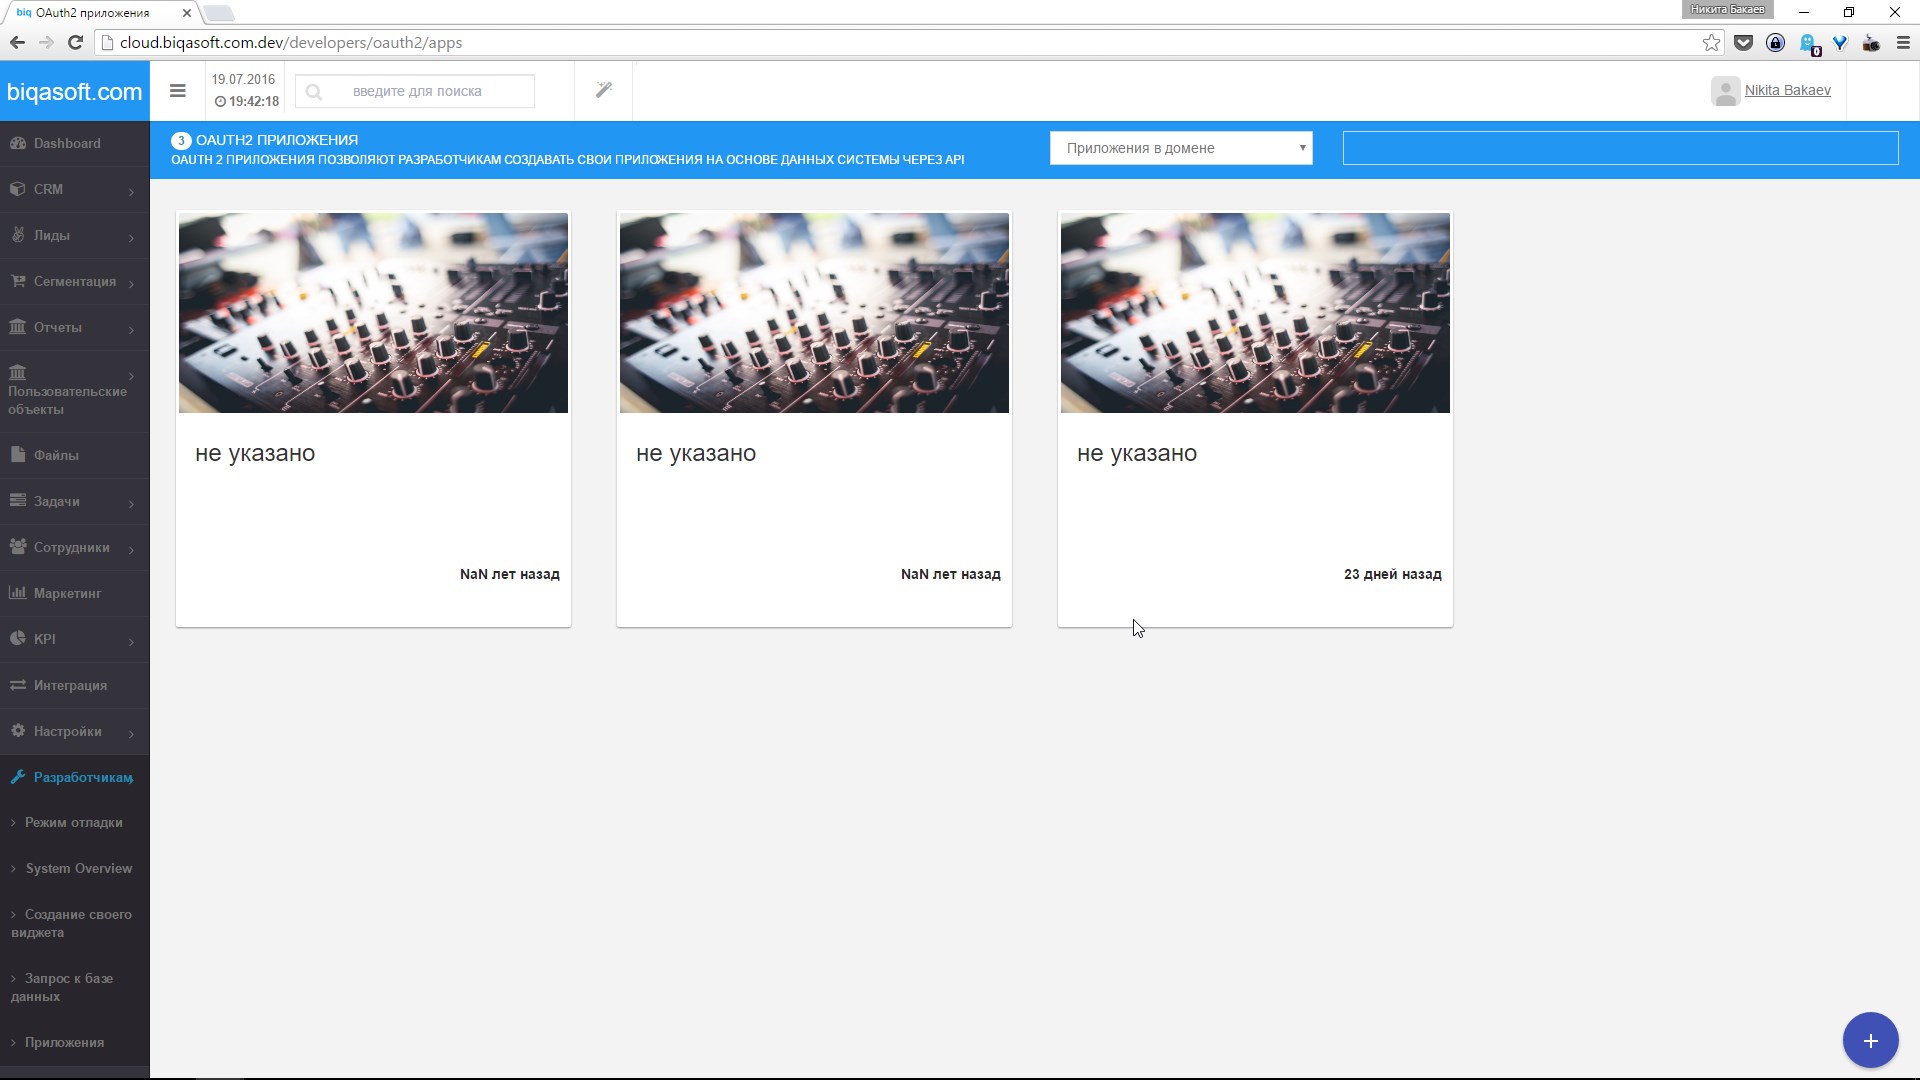 biq OAuth2 приложения
Никита Бакаев
cloud.biqasoft.com.dev/developers/oauth2/apps
0
biqasoft.com
19.07.2016
19:42:18
введите для поиска
Nikita Bakaev
3 OAUTH2 ПРИЛОЖЕНИЯ
OAUTH 2 ПРИЛОЖЕНИЯ ПОЗВОЛЯЮТ РАЗРАБОТЧИКАМ СОЗДАВАТЬ СВОИ ПРИЛОЖЕНИЯ НА ОСНОВЕ ДАННЫХ СИСТЕМЫ ЧЕРЕЗ API
Приложения в домене
Dashboard
CRM
Лиды
Сегментация
Отчеты
Пользовательские
объекты
Файлы
Задачи
Сотрудники
Маркетинг
KPI
Интеграция
Настройки
Разработчикам
Режим отладки
System Overview
Создание своего
виджета
Запрос к базе
данных
Приложения
не указано
NaN лет назад
не указано
NaN лет назад
не указано
23 дней назад